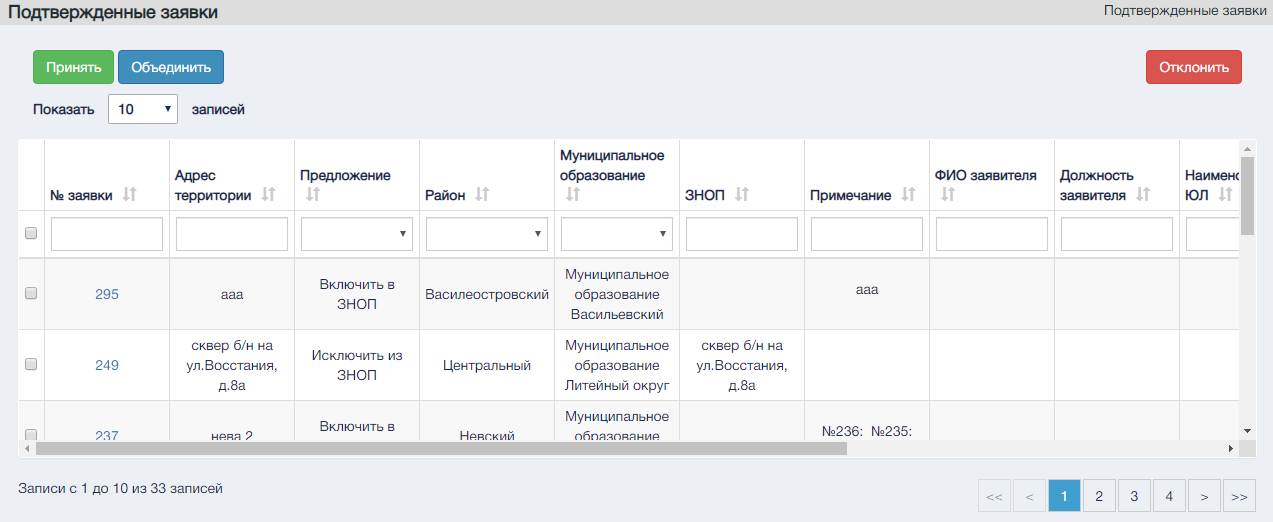 Подтвержденные заявки
Подтвержденные заявки
Принять
Объединить
Отклонить
Показать 10 записей
№ заявки
Адрес
территории
Предложение
Район
Муниципальное
образование
ЗНОП
Примечание
ФИО заявителя
Должность
заявителя
Наимено
ЮЛ
295
ааа
Включить в
ЗНОП
Василеостровский
Муниципальное
образование
Васильевский
ааа
249
сквер б/н на
ул.Восстания,
д.8а
Исключить из
ЗНОП
Центральный
Муниципальное
образование
Литейный округ
сквер б/н на
ул.Восстания,
д.8а
237
нева 2
Включить в
Невский
Муниципальное
образование
№236: №235:
Записи с 1 до 10 из 33 записей
<< < 1 2 3 4 > >>